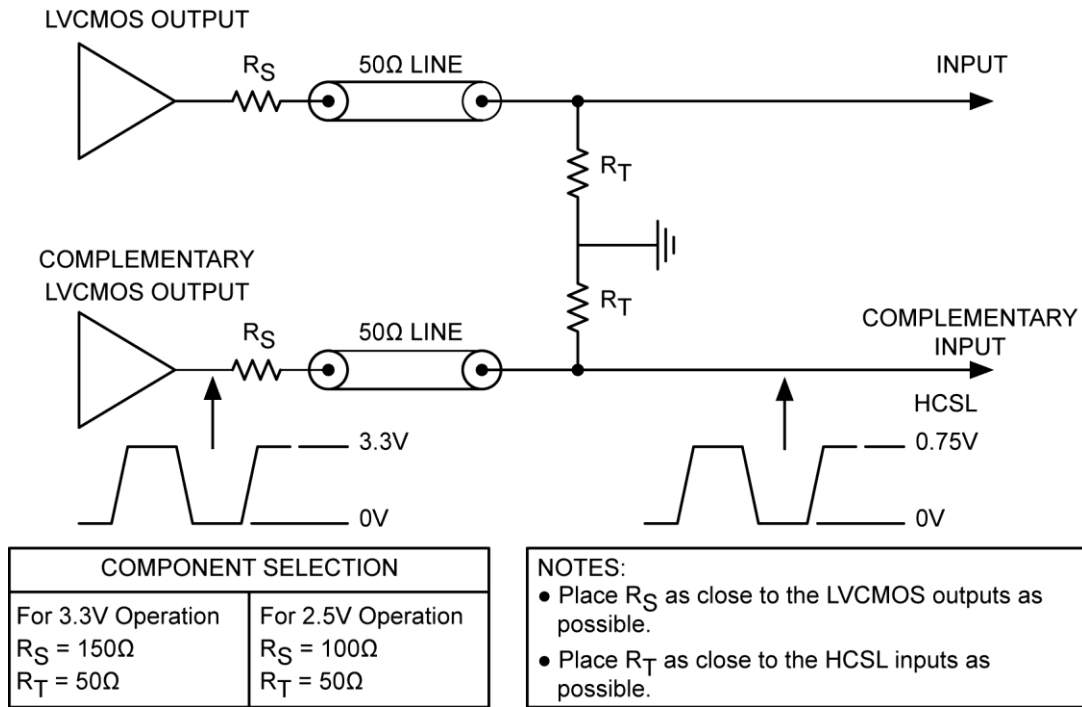 LVCMOS OUTPUT
RS
50Ω LINE
INPUT
RT
COMPLEMENTARY
LVCMOS OUTPUT
RS
50Ω LINE
RT
COMPLEMENTARY
INPUT
HCSL
3.3V
0V
0.75V
0V
COMPONENT SELECTION
For 3.3V Operation
RS = 150Ω
RT = 50Ω
For 2.5V Operation
RS = 100Ω
RT = 50Ω
NOTES:
● Place RS as close to the LVCMOS outputs as
possible.
● Place RT as close to the HCSL inputs as
possible.